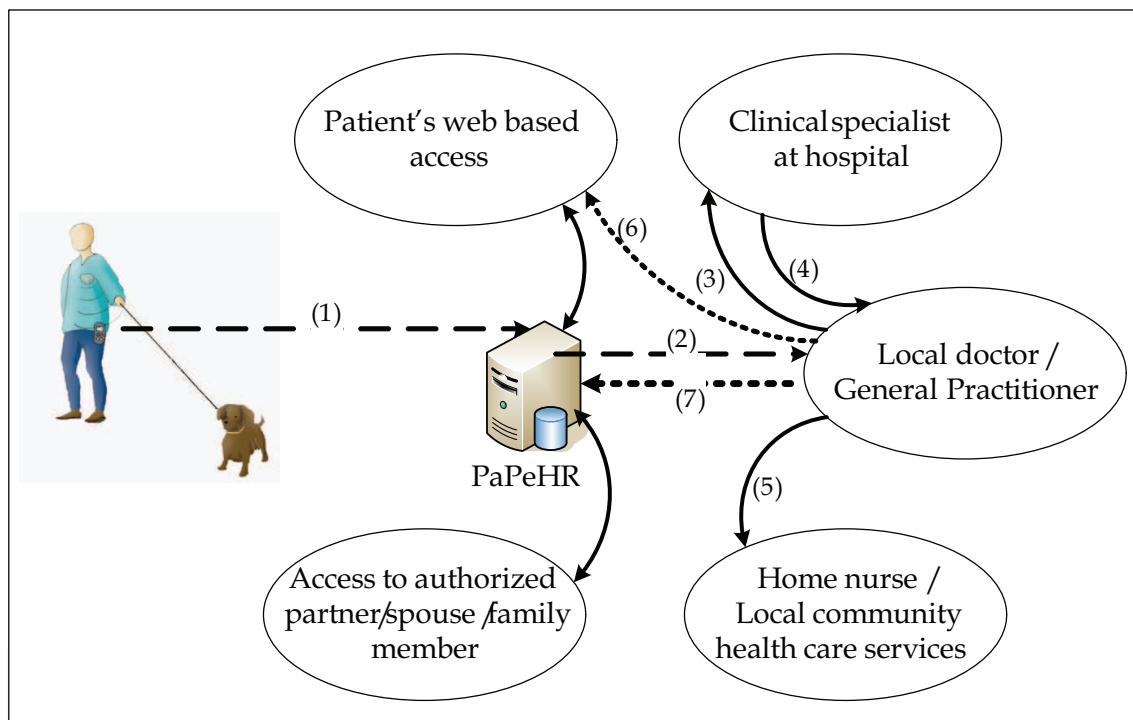 Patient's web based
access
Clinical specialist
at hospital
(6)
(3)
(4)
(1)
(2)
(7)
Local doctor /
General Practitioner
PaPeHR
(5)
Access to authorized
partner/spouse /family
member
Home nurse /
Local community
health care services